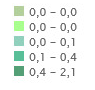 0,0 – 0,0
0,0 – 0,0
0,0 – 0,1
0,1 – 0,4
0,4 – 2,1